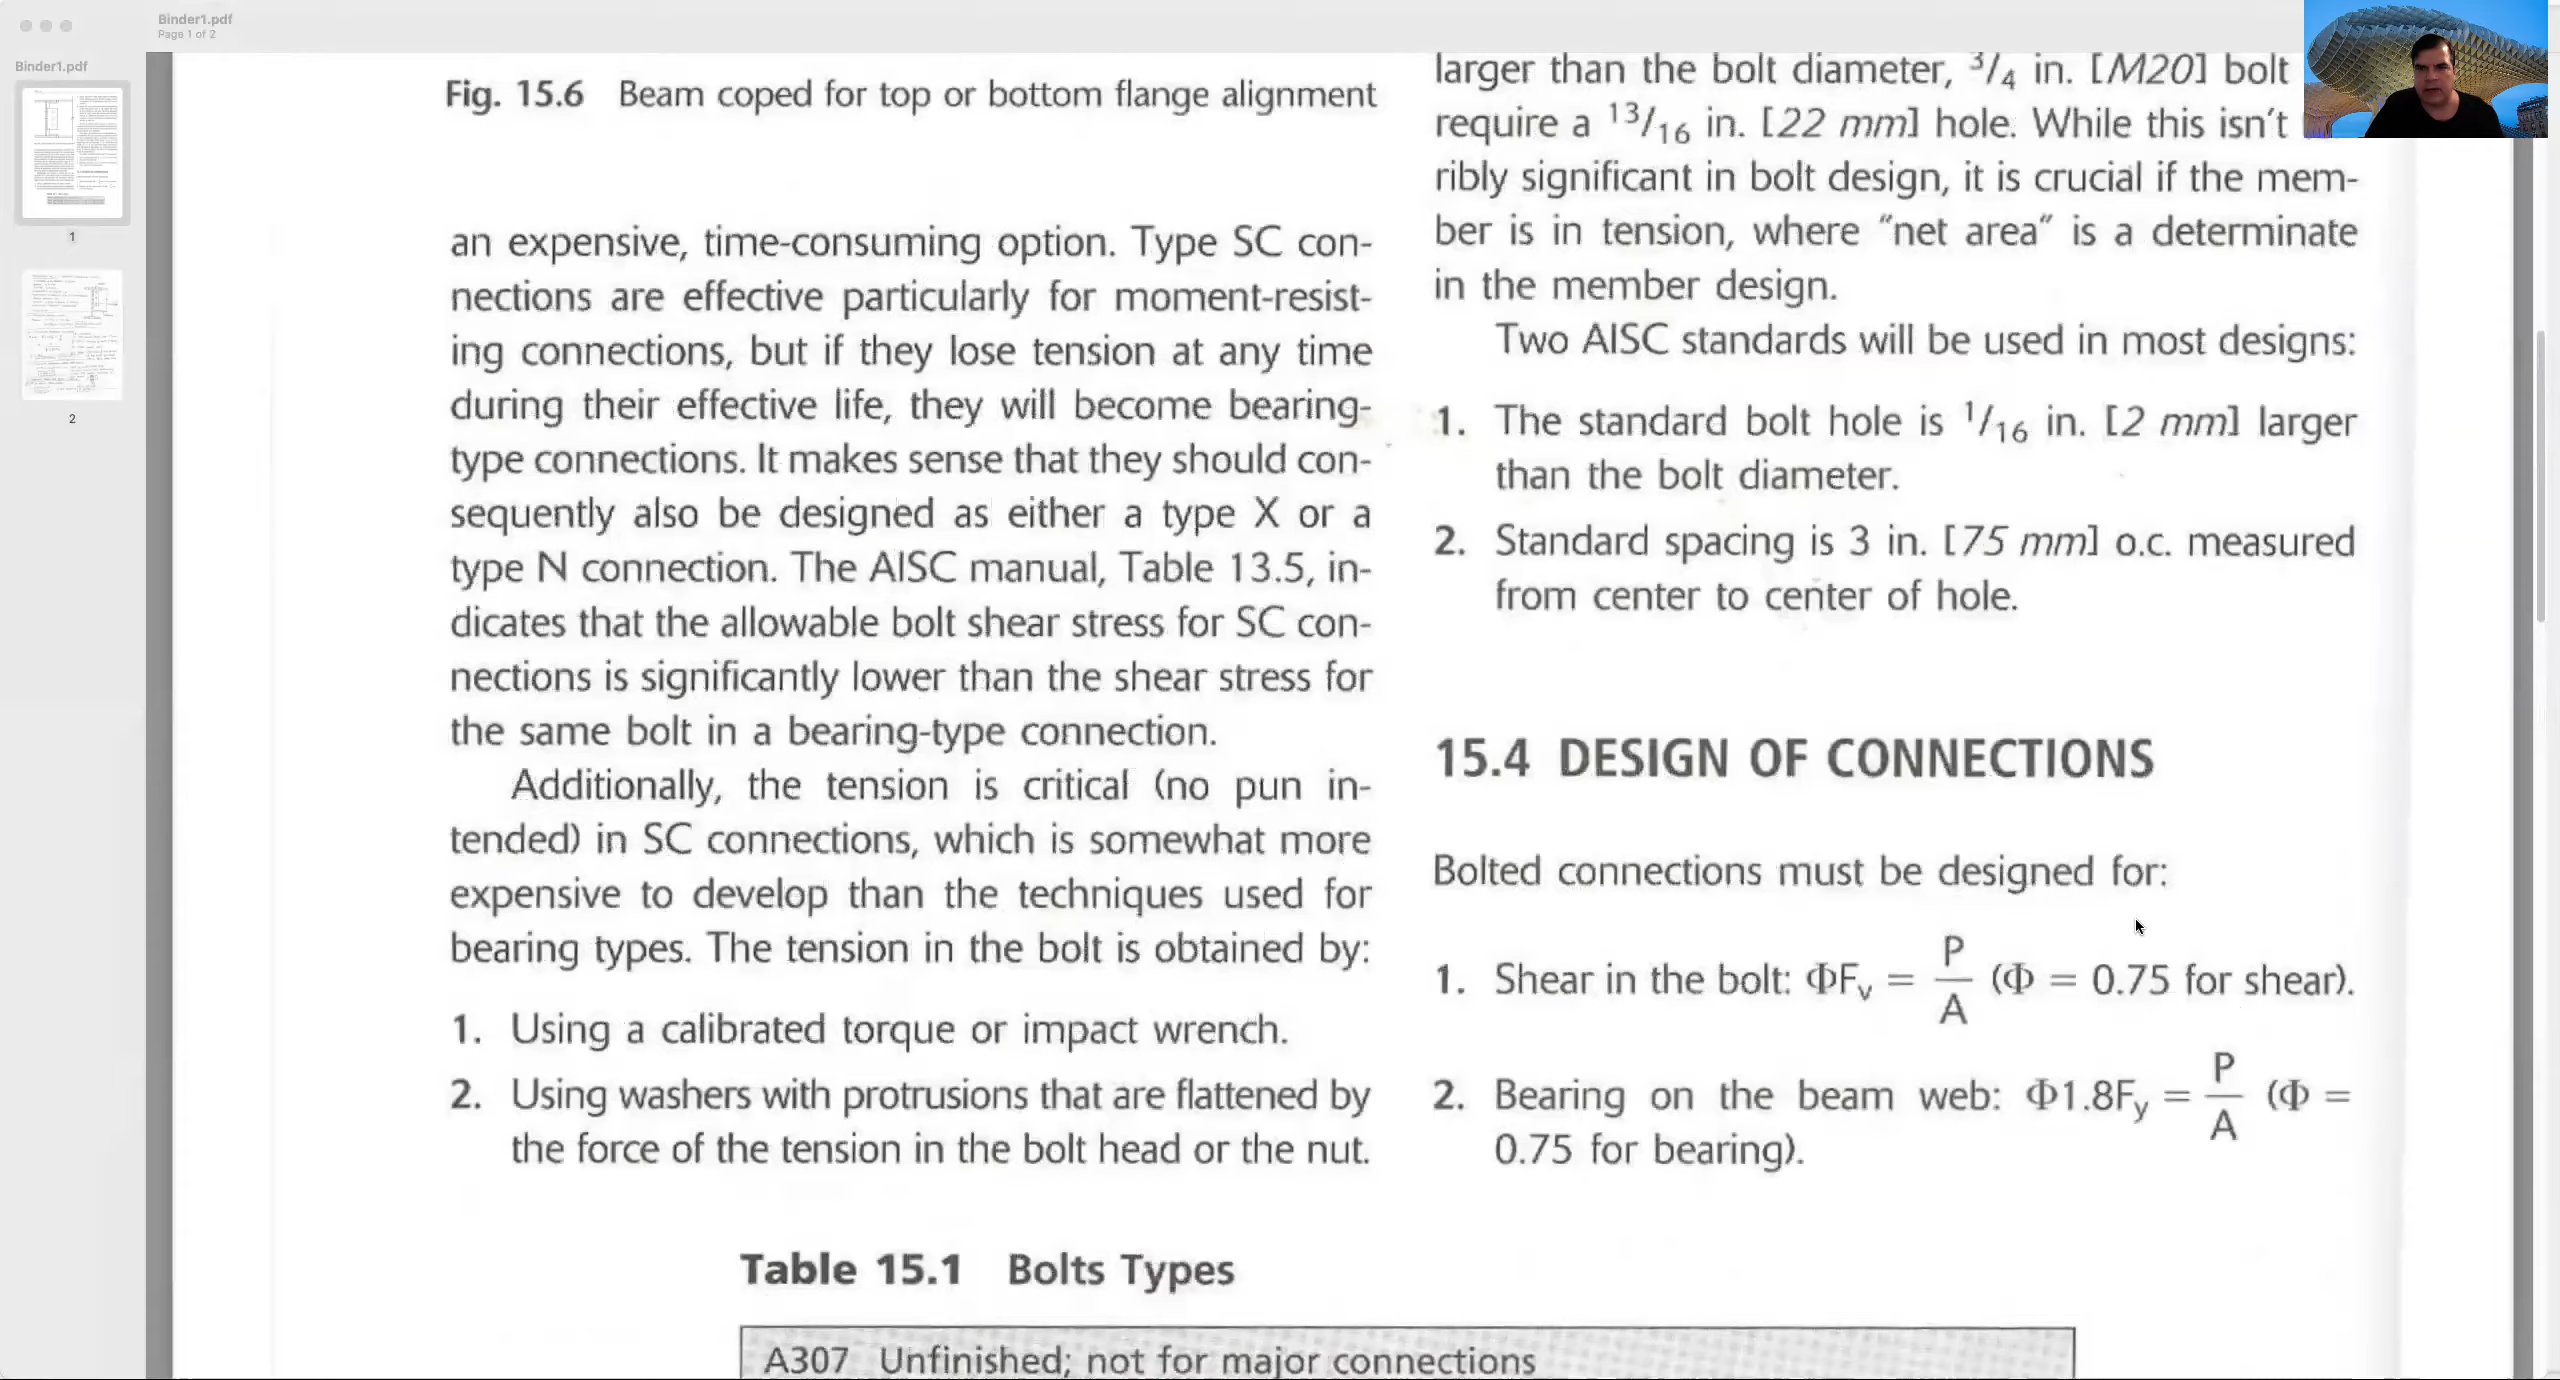 Binder1.pdf
Page 1 of 2
Binder1.pdf
1
2
Fig. 15.6 Beam coped for top or bottom flange alignment
an expensive, time-consuming option. Type SC con-
nections are effective particularly for moment-resist-
ing connections, but if they lose tension at any time
during their effective life, they will become bearing-
type connections. It makes sense that they should con-
sequently also be designed as either a type X or a
type N connection. The AISC manual, Table 13.5, in-
dicates that the allowable bolt shear stress for SC con-
nections is significantly lower than the shear stress for
the same bolt in a bearing-type connection.
Additionally, the tension is critical (no pun in-
tended) in SC connections, which is somewhat more
expensive to develop than the techniques used for
bearing types. The tension in the bolt is obtained by:
1. Using a calibrated torque or impact wrench.
2. Using washers with protrusions that are flattened by
the force of the tension in the bolt head or the nut.
larger than the bolt diameter, 3/4 in. [M20] bolt
require a 13/16 in. [22 mm] hole. While this isn't
ribly significant in bolt design, it is crucial if the mem-
ber is in tension, where "net area" is a determinate
in the member design.
Two AISC standards will be used in most designs:
1. The standard bolt hole is 1/16 in. [2 mm] larger
than the bolt diameter.
2. Standard spacing is 3 in. [75 mm] o.c. measured
from center to center of hole.
15.4 DESIGN OF CONNECTIONS
Bolted connections must be designed for:
1. Shear in the bolt: ΦFv = P/A (Φ = 0.75 for shear).
2. Bearing on the beam web: Φ1.8Fy = P/A (Φ =
0.75 for bearing).
Table 15.1 Bolts Types
A307 Unfinished; not for major connections